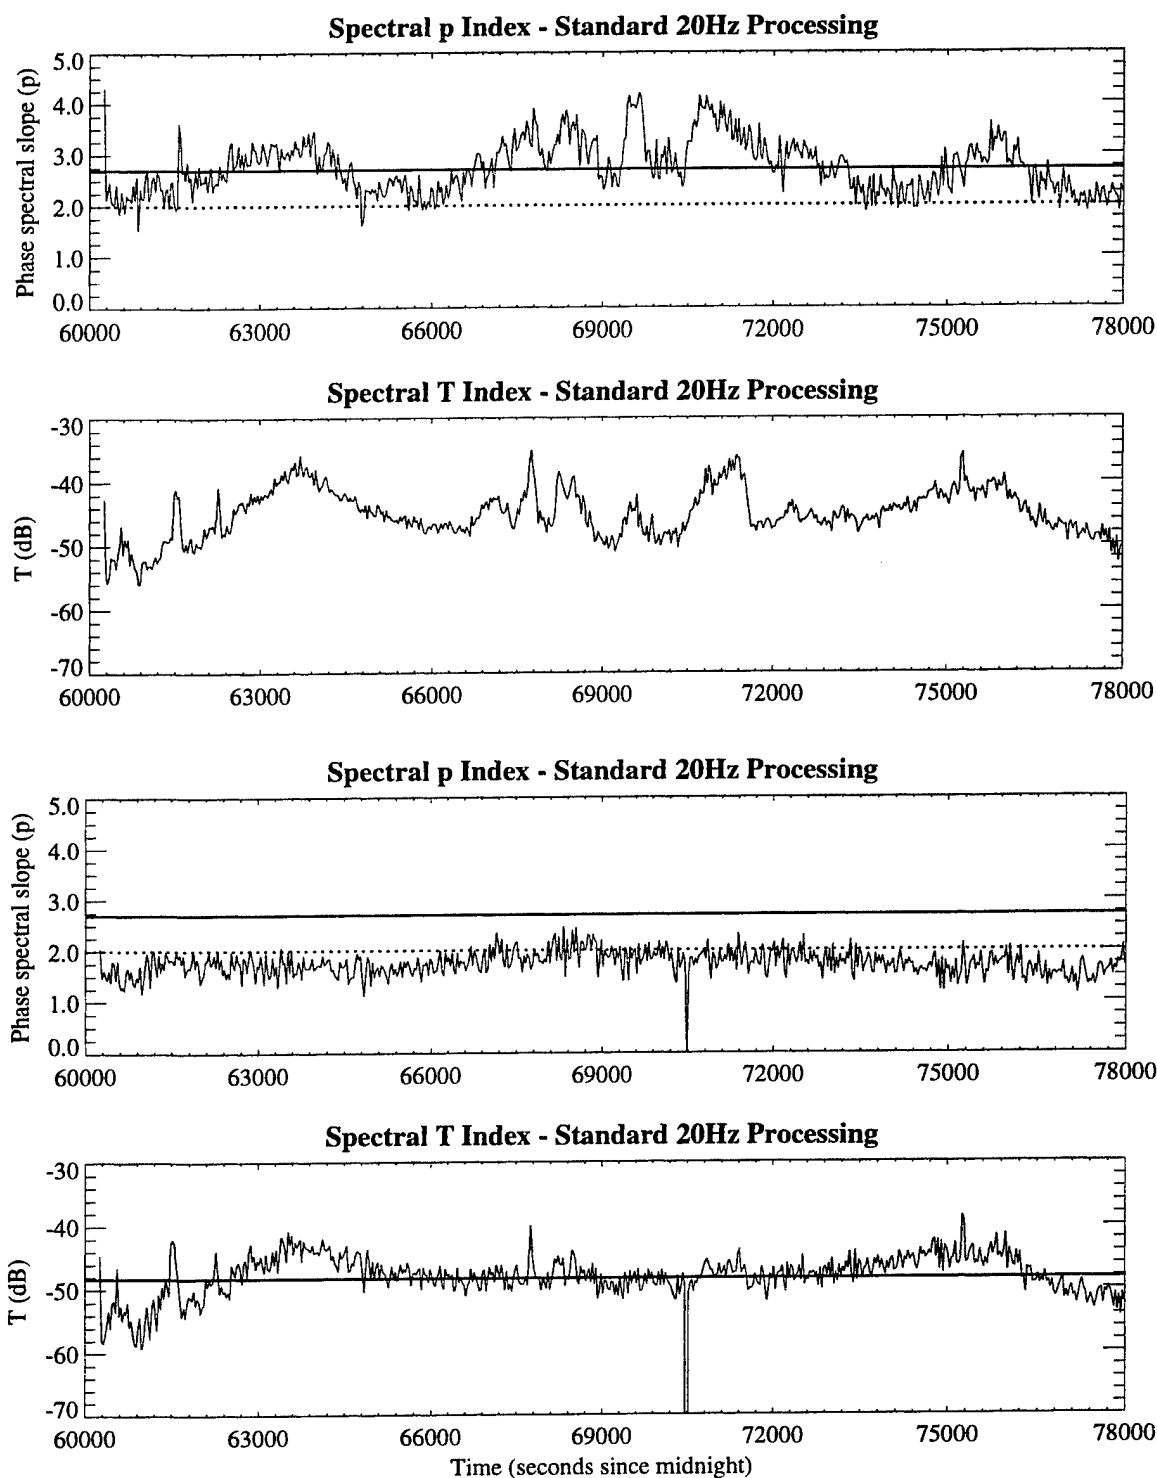 Spectral p Index - Standard 20Hz Processing
Phase spectral slope (p)
5.0
4.0
3.0
2.0
1.0
0.0
60000 63000 66000 69000 72000 75000 78000
Spectral T Index - Standard 20Hz Processing
T (dB)
-30
-40
-50
-60
-70
60000 63000 66000 69000 72000 75000 78000
Spectral p Index - Standard 20Hz Processing
Phase spectral slope (p)
5.0
4.0
3.0
2.0
1.0
0.0
60000 63000 66000 69000 72000 75000 78000
Spectral T Index - Standard 20Hz Processing
T (dB)
-30
-40
-50
-60
-70
60000 63000 66000 69000 72000 75000 78000
Time (seconds since midnight)